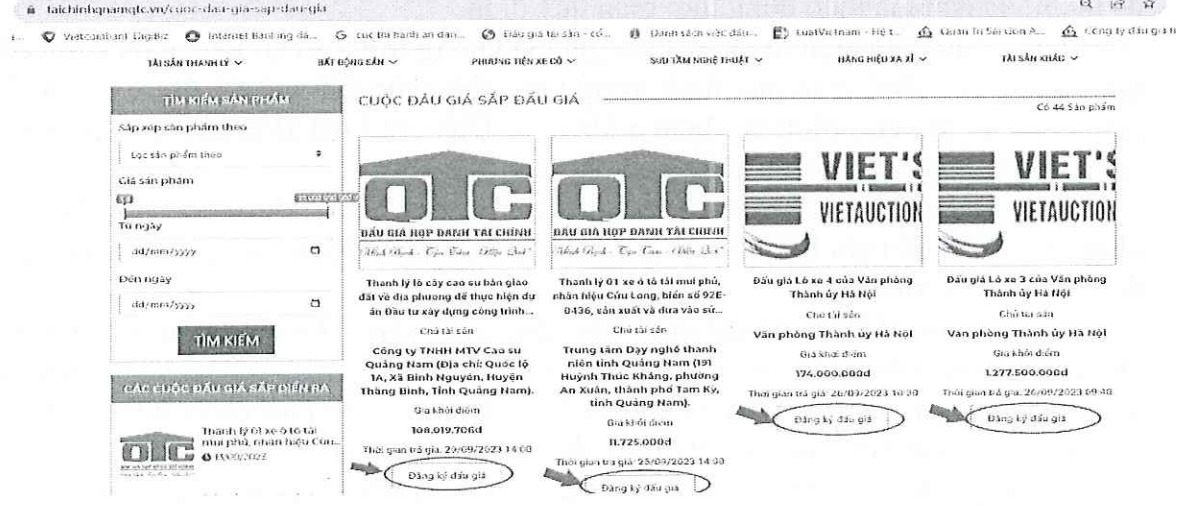 taichinhqnamqtc.vn/cuoc-dau-gia-sap-dau-gia
Vietcombank DigiBiz
Internet Banking dà...
Đấu giá tài sản - cổ...
Danh sách việc đấu...
LuatVietnam - Hệ t...
TÀI SẢN THANH LÝ
BẤT ĐỘNG SẢN
PHƯƠNG TIỆN XE CỘ
SƯU TẦM NGHỆ THUẬT
HÀNG HIỆU XA XỈ
TÀI SẢN KHÁC
TÌM KIẾM SẢN PHẨM
Sắp xếp sản phẩm theo
Lọc sản phẩm theo
Giá sản phẩm
Từ ngày
dd/mm/yyyy
Đến ngày
dd/mm/yyyy
TÌM KIẾM
CÁC CUỘC ĐẤU GIÁ SẮP DIỄN RA
QTC
Thanh lý 01 xe ô tô tải
mui phủ, nhãn hiệu Cửu...
CUỘC ĐẤU GIÁ SẮP ĐẤU GIÁ
Có 44 Sản phẩm
QTC
ĐẤU GIÁ HỢP DANH TÀI CHÍNH
Thanh lý lô cây cao su bàn giao
đất về địa phương để thực hiện dự
án Đầu tư xây dựng công trình...
Chủ tài sản
Công ty TNHH MTV Cao su
Quảng Nam (Địa chỉ: Quốc lộ
1A, Xã Bình Nguyên, Huyện
Thăng Bình, Tỉnh Quảng Nam).
Giá khởi điểm
108.019.706đ
Thời gian trả giá: 29/09/2023 14:00
Đăng ký đấu giá
QTC
ĐẤU GIÁ HỢP DANH TÀI CHÍNH
Thanh lý 01 xe ô tô tải mui phủ,
nhãn hiệu Cửu Long, biển số 92E-
0436, sản xuất và đưa vào sử...
Chủ tài sản
Trung tâm Dạy nghề thanh
niên tỉnh Quảng Nam (191
Huỳnh Thúc Kháng, phường
An Xuân, thành phố Tam Kỳ,
tỉnh Quảng Nam).
Giá khởi điểm
11.725.000đ
Thời gian trả giá: 25/09/2023 14:00
Đăng ký đấu giá
VIET'S
VIETAUCTION
Đấu giá Lô xe 4 của Văn phòng
Thành ủy Hà Nội
Chủ tài sản
Văn phòng Thành ủy Hà Nội
Giá khởi điểm
174.000.000đ
Thời gian trả giá: 26/09/2023 10:30
Đăng ký đấu giá
VIET'S
VIETAUCTION
Đấu giá Lô xe 3 của Văn phòng
Thành ủy Hà Nội
Chủ tài sản
Văn phòng Thành ủy Hà Nội
Giá khởi điểm
1.277.500.000đ
Thời gian trả giá: 26/09/2023 09:40
Đăng ký đấu giá